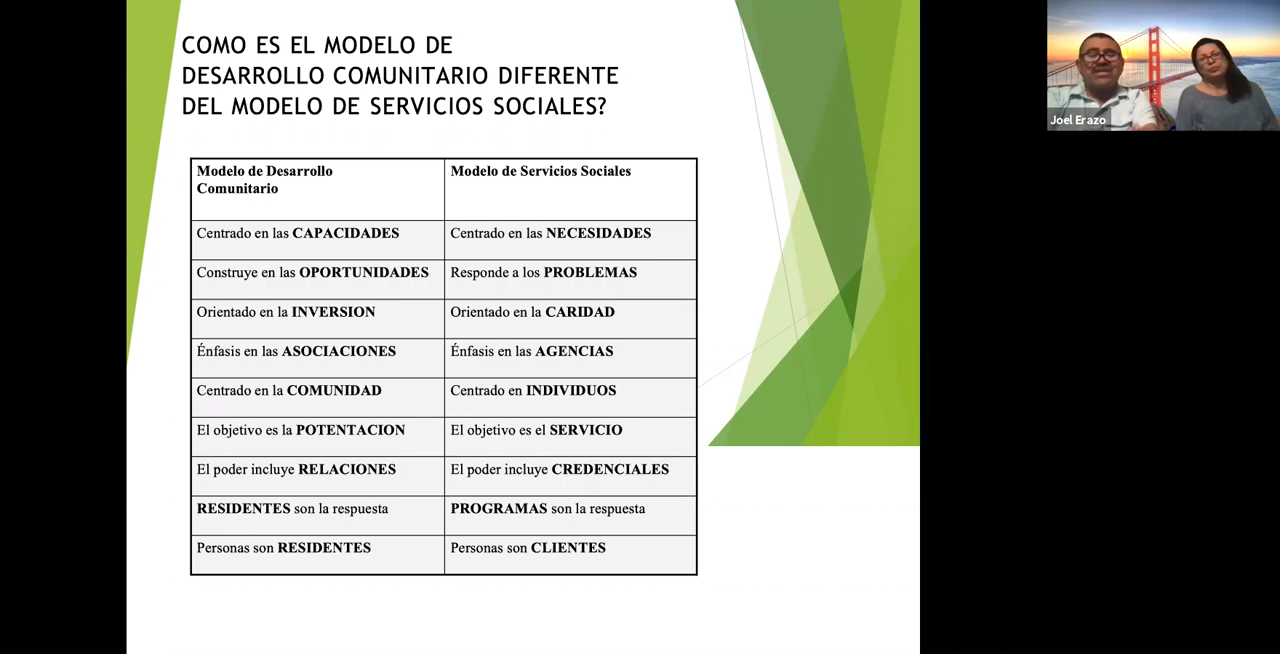 COMO ES EL MODELO DE
DESARROLLO COMUNITARIO DIFERENTE
DEL MODELO DE SERVICIOS SOCIALES?
Modelo de Desarrollo
Comunitario
Modelo de Servicios Sociales
Centrado en las CAPACIDADES
Centrado en las NECESIDADES
Construye en las OPORTUNIDADES
Responde a los PROBLEMAS
Orientado en la INVERSION
Orientado en la CARIDAD
Énfasis en las ASOCIACIONES
Énfasis en las AGENCIAS
Centrado en la COMUNIDAD
Centrado en INDIVIDUOS
El objetivo es la POTENTACION
El objetivo es el SERVICIO
El poder incluye RELACIONES
El poder incluye CREDENCIALES
RESIDENTES son la respuesta
PROGRAMAS son la respuesta
Personas son RESIDENTES
Personas son CLIENTES
Joel Erazo